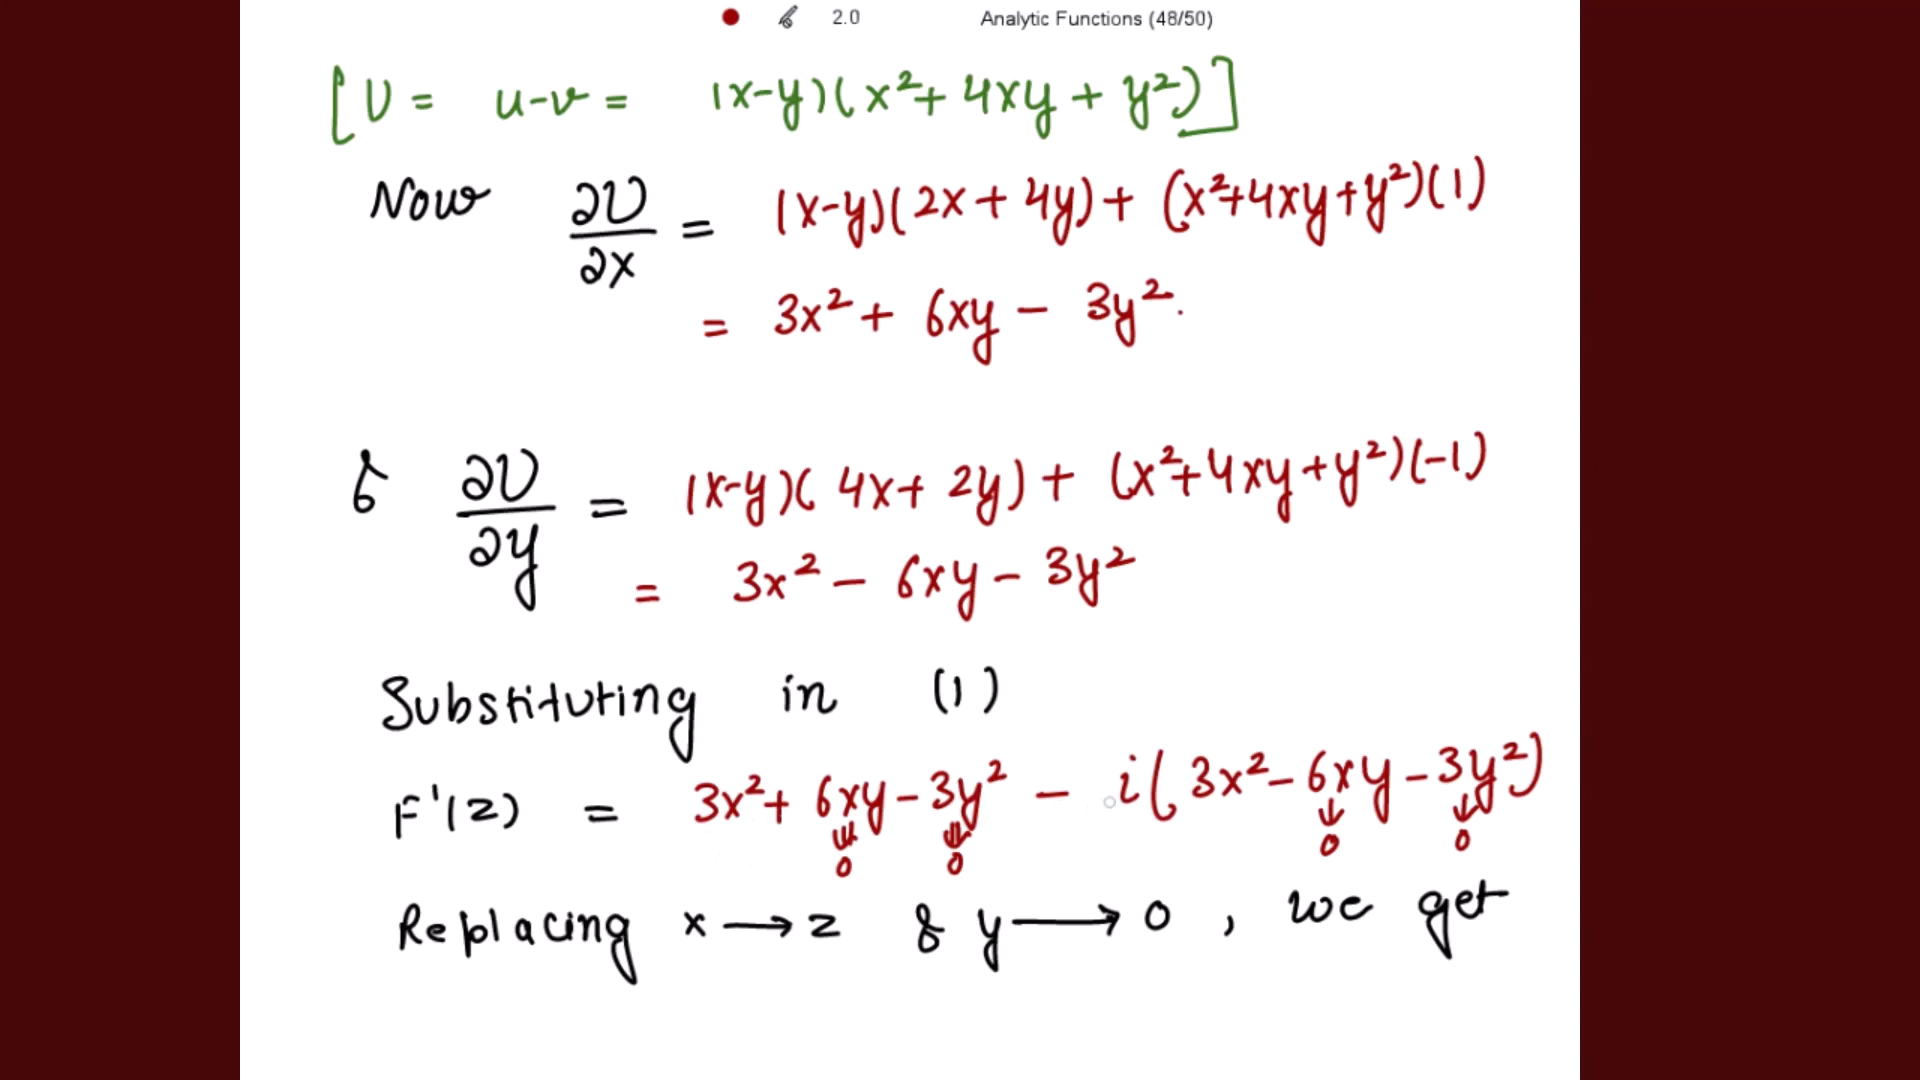 2.0 Analytic Functions (48/50)
[U = u-v = (x-y)(x²+ 4xy + y²)]
Now ∂U/∂x = (x-y)(2x + 4y) + (x²+4xy+y²)(1)
= 3x² + 6xy - 3y².
& ∂U/∂y = (x-y)(4x + 2y) + (x²+4xy+y²)(-1)
= 3x² - 6xy - 3y²
Substituting in (1)
F'(z) = 3x²+ 6xy - 3y² - i(3x² - 6xy - 3y²)
↓ ↓ ↓ ↓
0 0 0 0
Replacing x → z & y → 0, we get